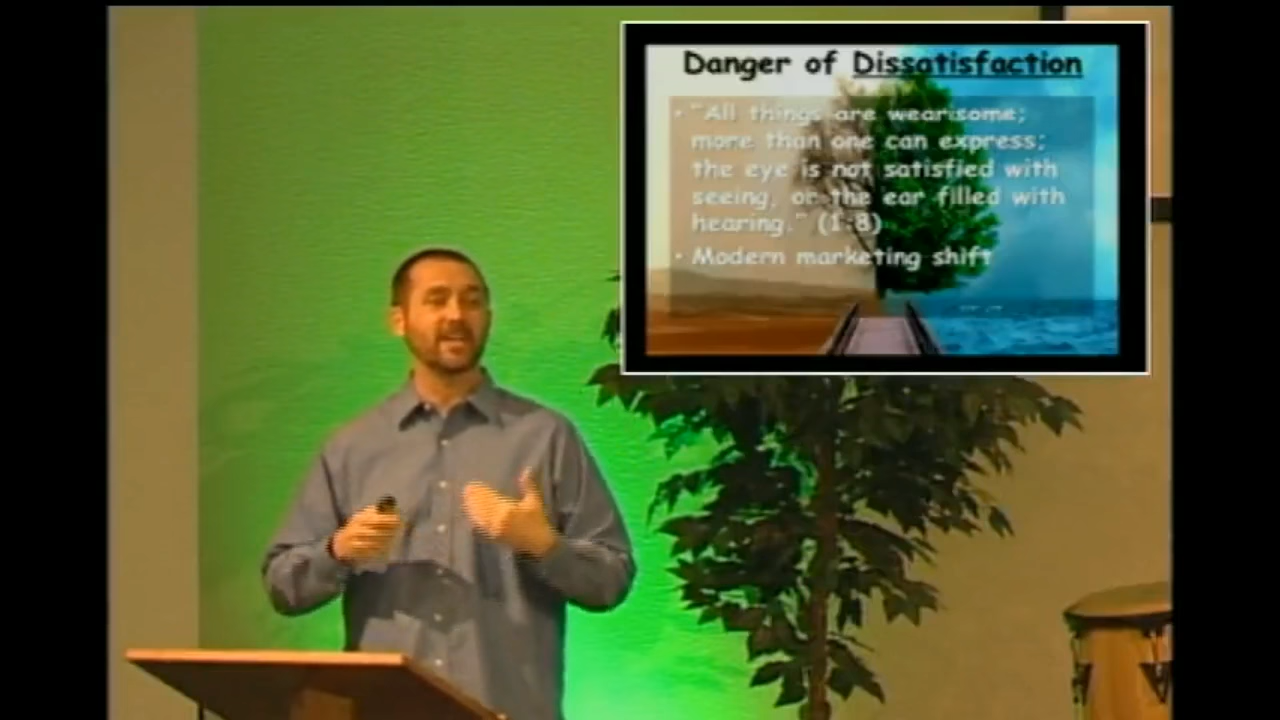 Danger of Dissatisfaction
• "All things are wearisome;
more than one can express;
the eye is not satisfied with
seeing, or the ear filled with
hearing." (1:8)
• Modern marketing shift